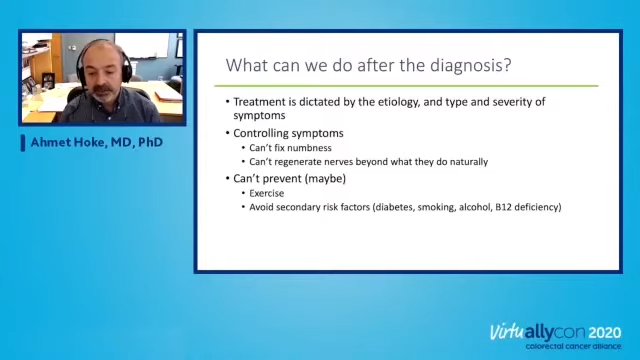 What can we do after the diagnosis?
• Treatment is dictated by the etiology, and type and severity of
symptoms
• Controlling symptoms
• Can't fix numbness
• Can't regenerate nerves beyond what they do naturally
• Can't prevent (maybe)
• Exercise
• Avoid secondary risk factors (diabetes, smoking, alcohol, B12 deficiency)
Ahmet Hoke, MD, PhD
Virtuallycon 2020
colorectal cancer alliance